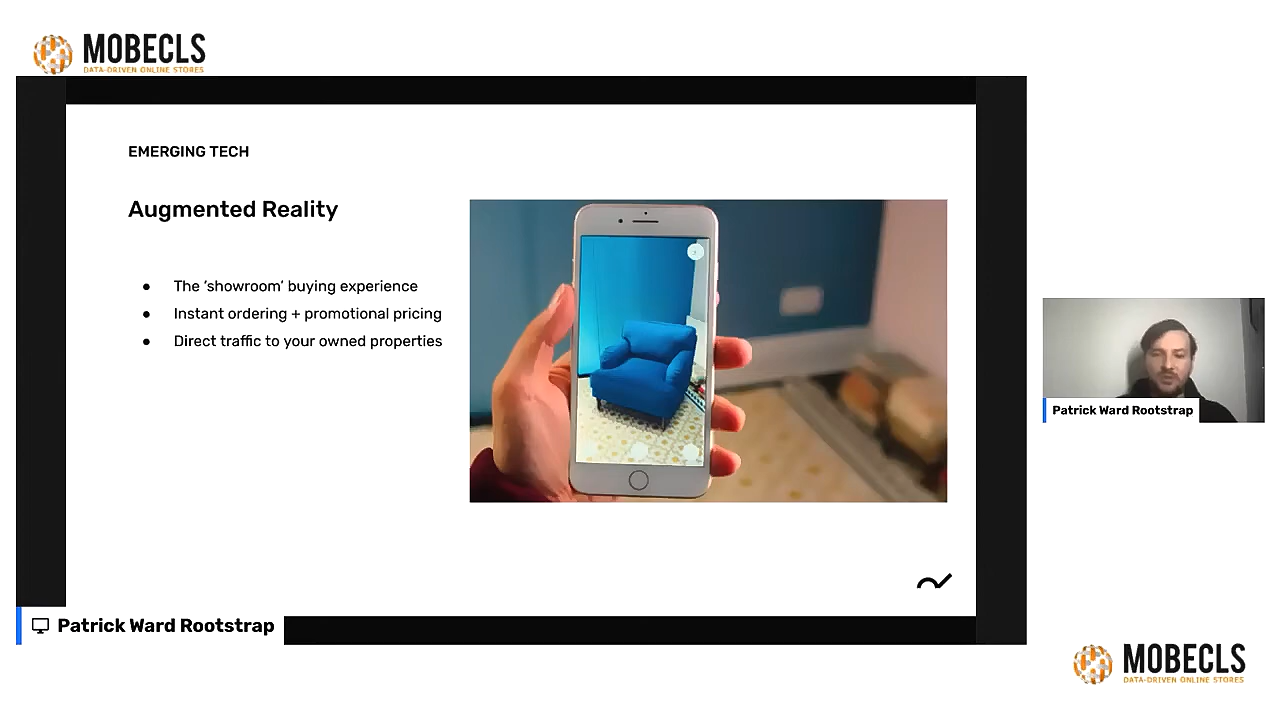 MOBECLS
DATA-DRIVEN ONLINE STORES
EMERGING TECH
Augmented Reality
● The ‘showroom’ buying experience
● Instant ordering + promotional pricing
● Direct traffic to your owned properties
Patrick Ward Rootstrap
Patrick Ward Rootstrap
MOBECLS
DATA-DRIVEN ONLINE STORES